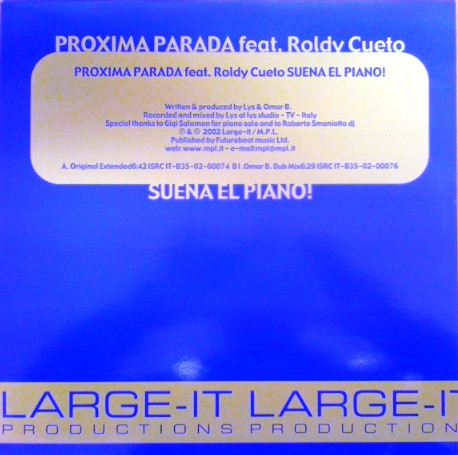 PROXIMA PARADA feat. Roldy Cueto
PROXIMA PARADA feat. Roldy Cueto SUENA EL PIANO!
Written & produced by Lys & Omar B.
Recorded and mixed by Lys at lys studio - TV - Italy
Special thanks to Gigi Salamon for piano solo and to Roberto Smaniotto dj
℗ & © 2002 Large-it / M.P.L.
Published by Futurebeat music Ltd.
web: www.mpl.it - e-mail:mpl@mpl.it
A. Original Extended6:42 ISRC IT-B35-02-00074 B1.Omar B. Dub Mix6:29 ISRC IT-B35-02-00076
SUENA EL PIANO!
LARGE-IT LARGE-IT
PRODUCTIONS PRODUCTION